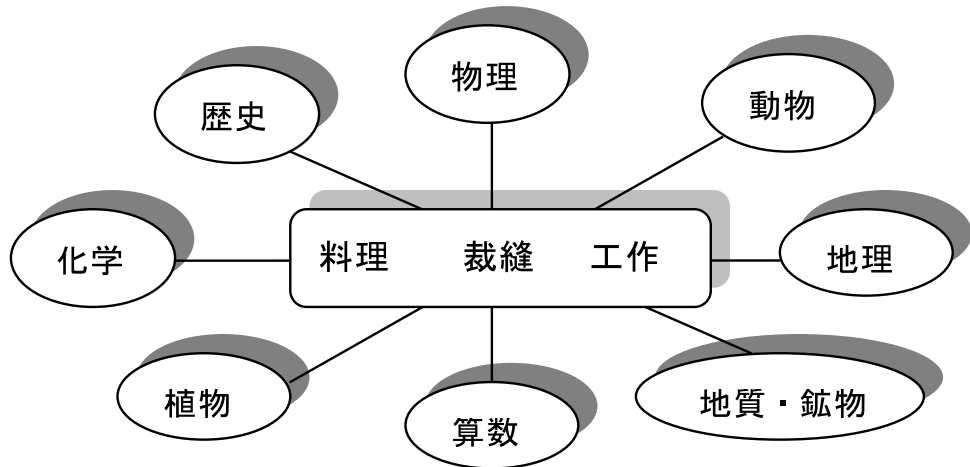 物理
動物
歴史
料理 裁縫 工作
化学
地理
植物
算数
地質・鉱物